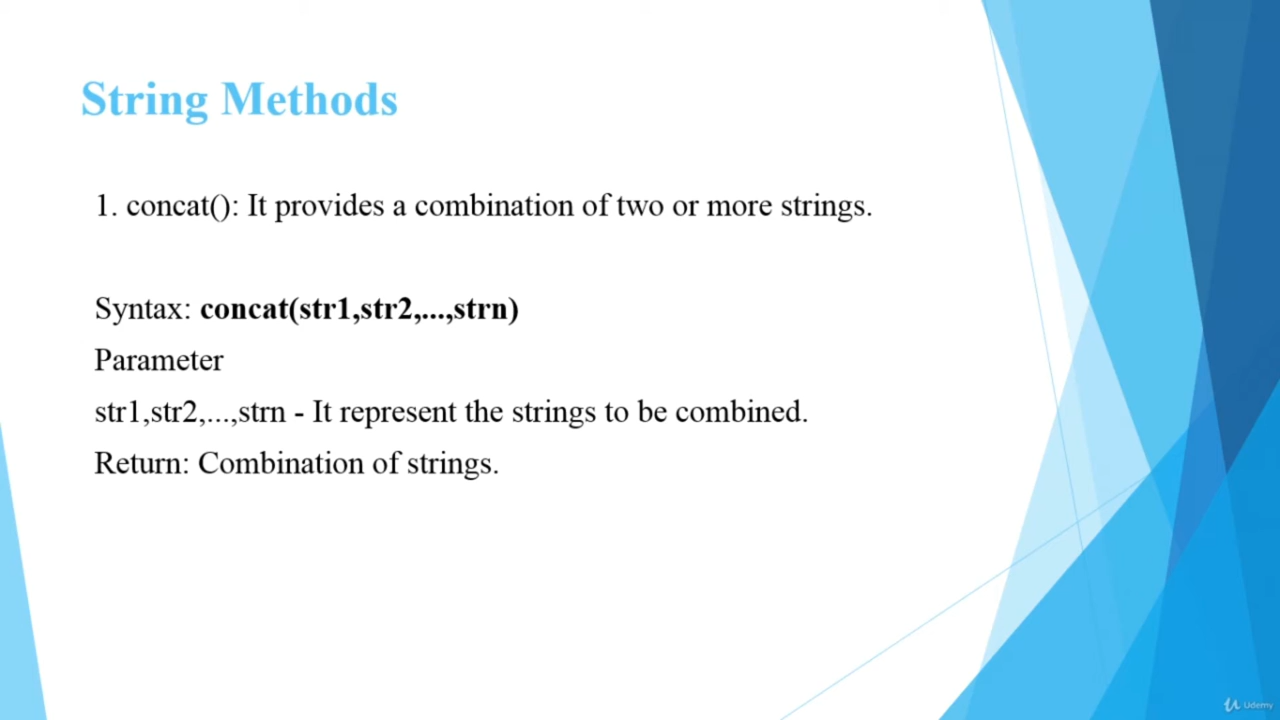 String Methods
1. concat(): It provides a combination of two or more strings.
Syntax: concat(str1,str2,...,strn)
Parameter
str1,str2,...,strn - It represent the strings to be combined.
Return: Combination of strings.
Udemy